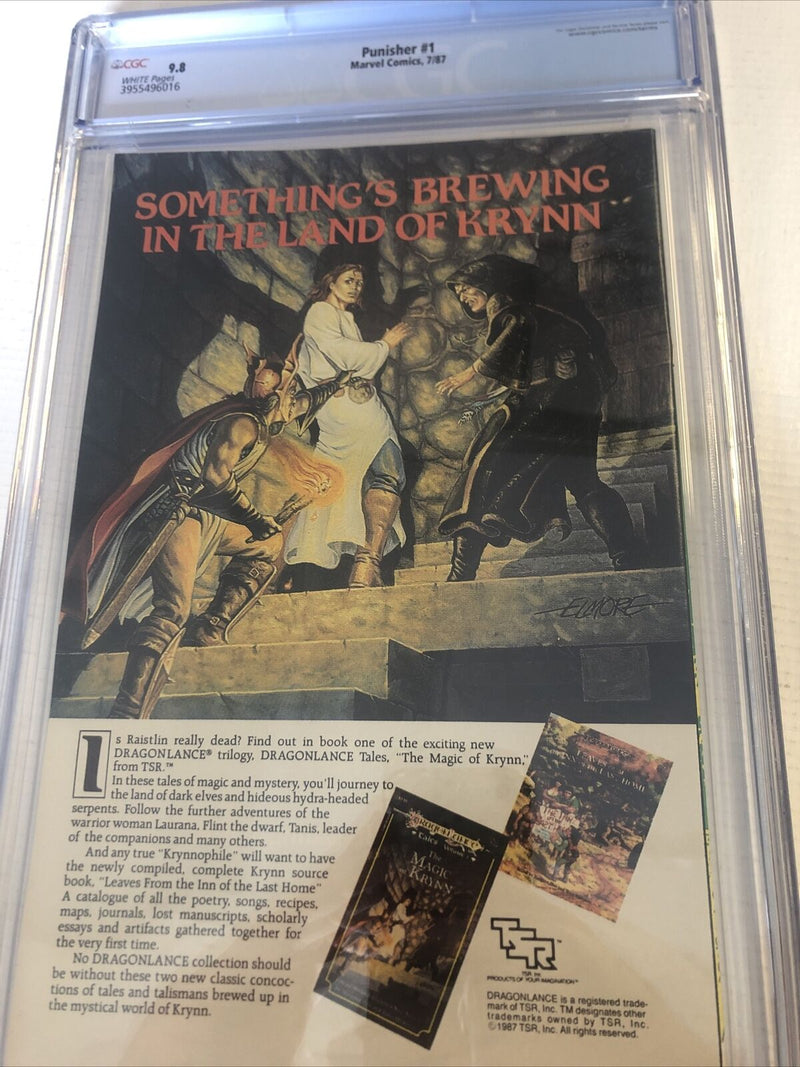 CGC 9.8
WHITE Pages
3955496016
Punisher #1
Marvel Comics, 7/87
SOMETHING'S BREWING
IN THE LAND OF KRYNN
ELMORE
Is Raistlin really dead? Find out in book one of the exciting new
DRAGONLANCE® trilogy, DRAGONLANCE Tales, "The Magic of Krynn,"
from TSR.™
In these tales of magic and mystery, you'll journey to
the land of dark elves and hideous hydra-headed
serpents. Follow the further adventures of the
warrior woman Laurana, Flint the dwarf, Tanis, leader
of the companions and many others.
And any true "Krynnophile" will want to have
the newly compiled, complete Krynn source
book, "Leaves From the Inn of the Last Home"
A catalogue of all the poetry, songs, recipes,
maps, journals, lost manuscripts, scholarly
essays and artifacts gathered together for
the very first time.
No DRAGONLANCE collection should
be without these two new classic concoc-
tions of tales and talismans brewed up in
the mystical world of Krynn.
DragonLance
Tales Volume 1
The
MAGIC
of
KRYNN
TSR™
TSR, Inc.
PRODUCTS OF YOUR IMAGINATION™
DRAGONLANCE is a registered trade-
mark of TSR, Inc. TM designates other
trademarks owned by TSR, Inc.
©1987 TSR, Inc. All rights reserved.